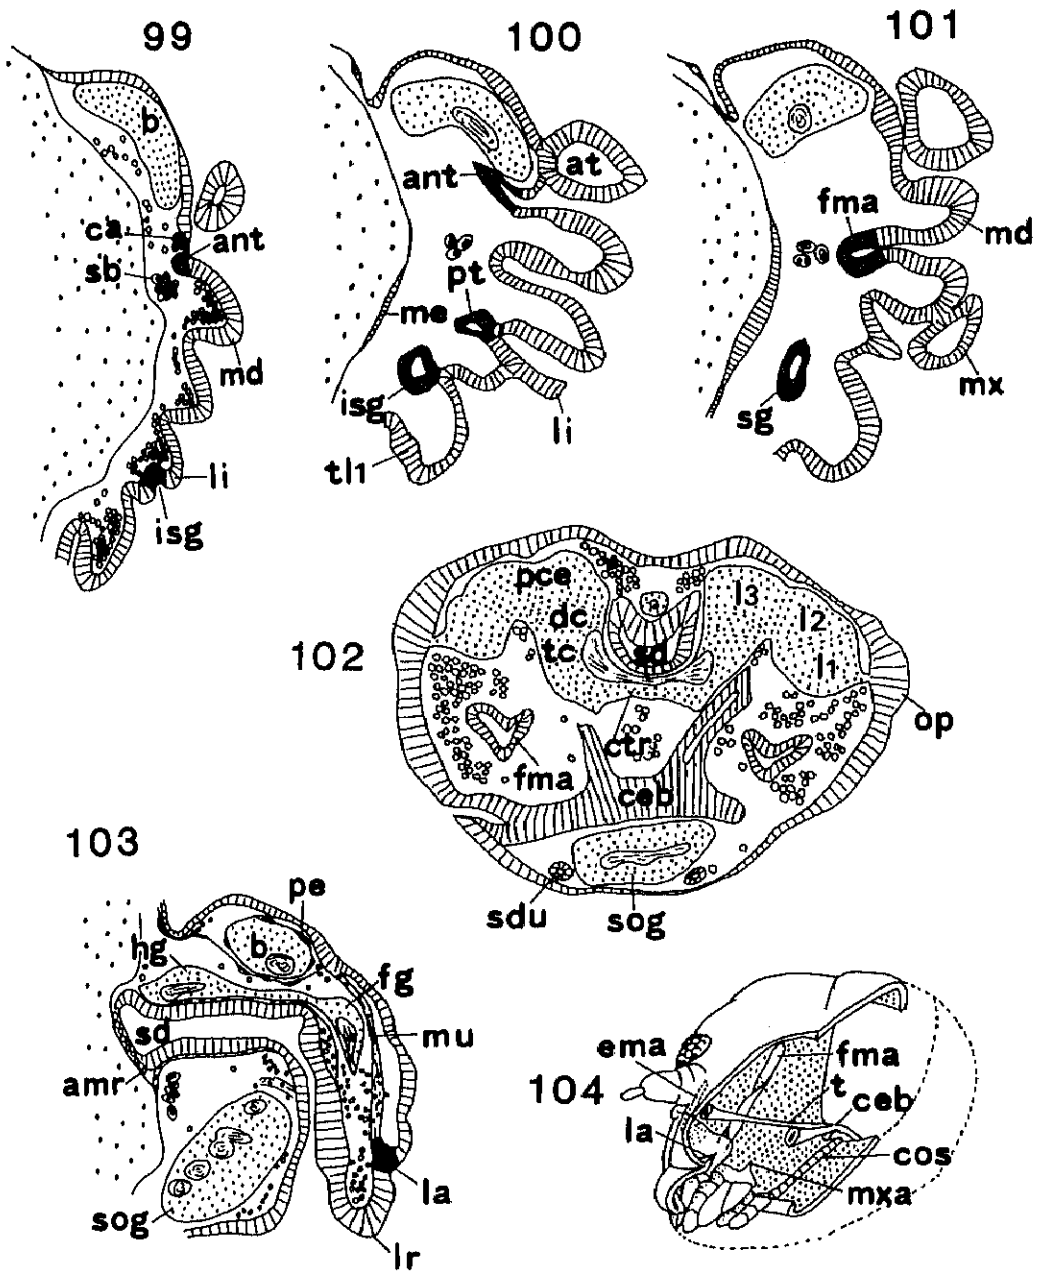 99
b
ca
ant
sb
md
li
isg
100
ant
at
pt
me
isg
li
tl1
101
fma
md
mx
sg
102
pce
dc
tc
sd
l3
l2
l1
op
ctr
fma
ceb
sdu
sog
103
pe
hg
b
fg
sd
mu
amr
sog
la
lr
104
ema
fma
t
ceb
la
cos
mxa